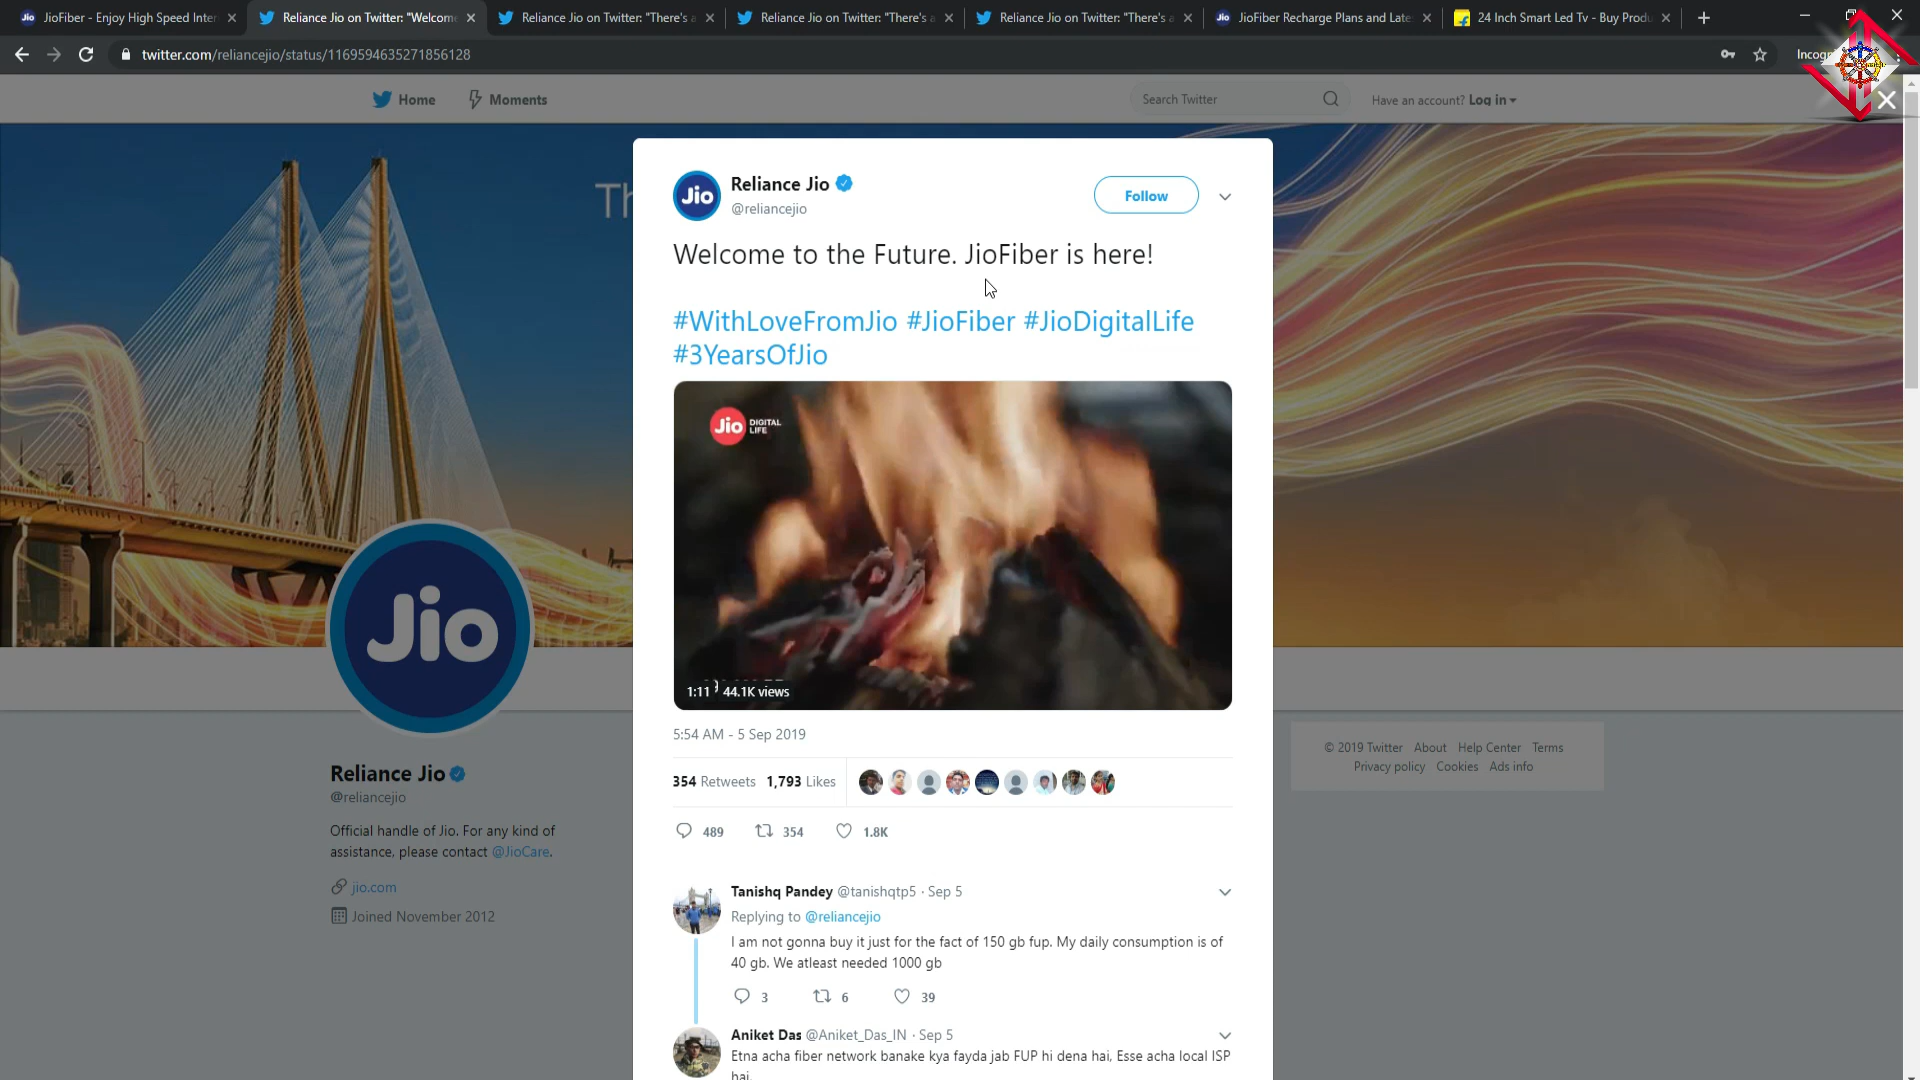 JioFiber - Enjoy High Speed Inter
Reliance Jio on Twitter: "Welcome
Reliance Jio on Twitter: "There's a
Reliance Jio on Twitter: "There's a
Reliance Jio on Twitter: "There's a
JioFiber Recharge Plans and Late
24 Inch Smart Led Tv - Buy Produ
twitter.com/reliancejio/status/1169594635271856128
Incog
Home
Moments
Search Twitter
Have an account? Log in
Th
Jio
Reliance Jio
@reliancejio
Follow
Welcome to the Future. JioFiber is here!
#WithLoveFromJio #JioFiber #JioDigitalLife
#3YearsOfJio
Jio DIGITAL
LIFE
1:11 44.1K views
5:54 AM - 5 Sep 2019
354 Retweets 1,793 Likes
489 354 1.8K
Tanishq Pandey @tanishqtp5 · Sep 5
Replying to @reliancejio
I am not gonna buy it just for the fact of 150 gb fup. My daily consumption is of
40 gb. We atleast needed 1000 gb
3 6 39
Aniket Das @Aniket_Das_IN · Sep 5
Etna acha fiber network banake kya fayda jab FUP hi dena hai, Esse acha local ISP
hai.
Jio
Reliance Jio
@reliancejio
Official handle of Jio. For any kind of
assistance, please contact @JioCare.
jio.com
Joined November 2012
© 2019 Twitter About Help Center Terms
Privacy policy Cookies Ads info